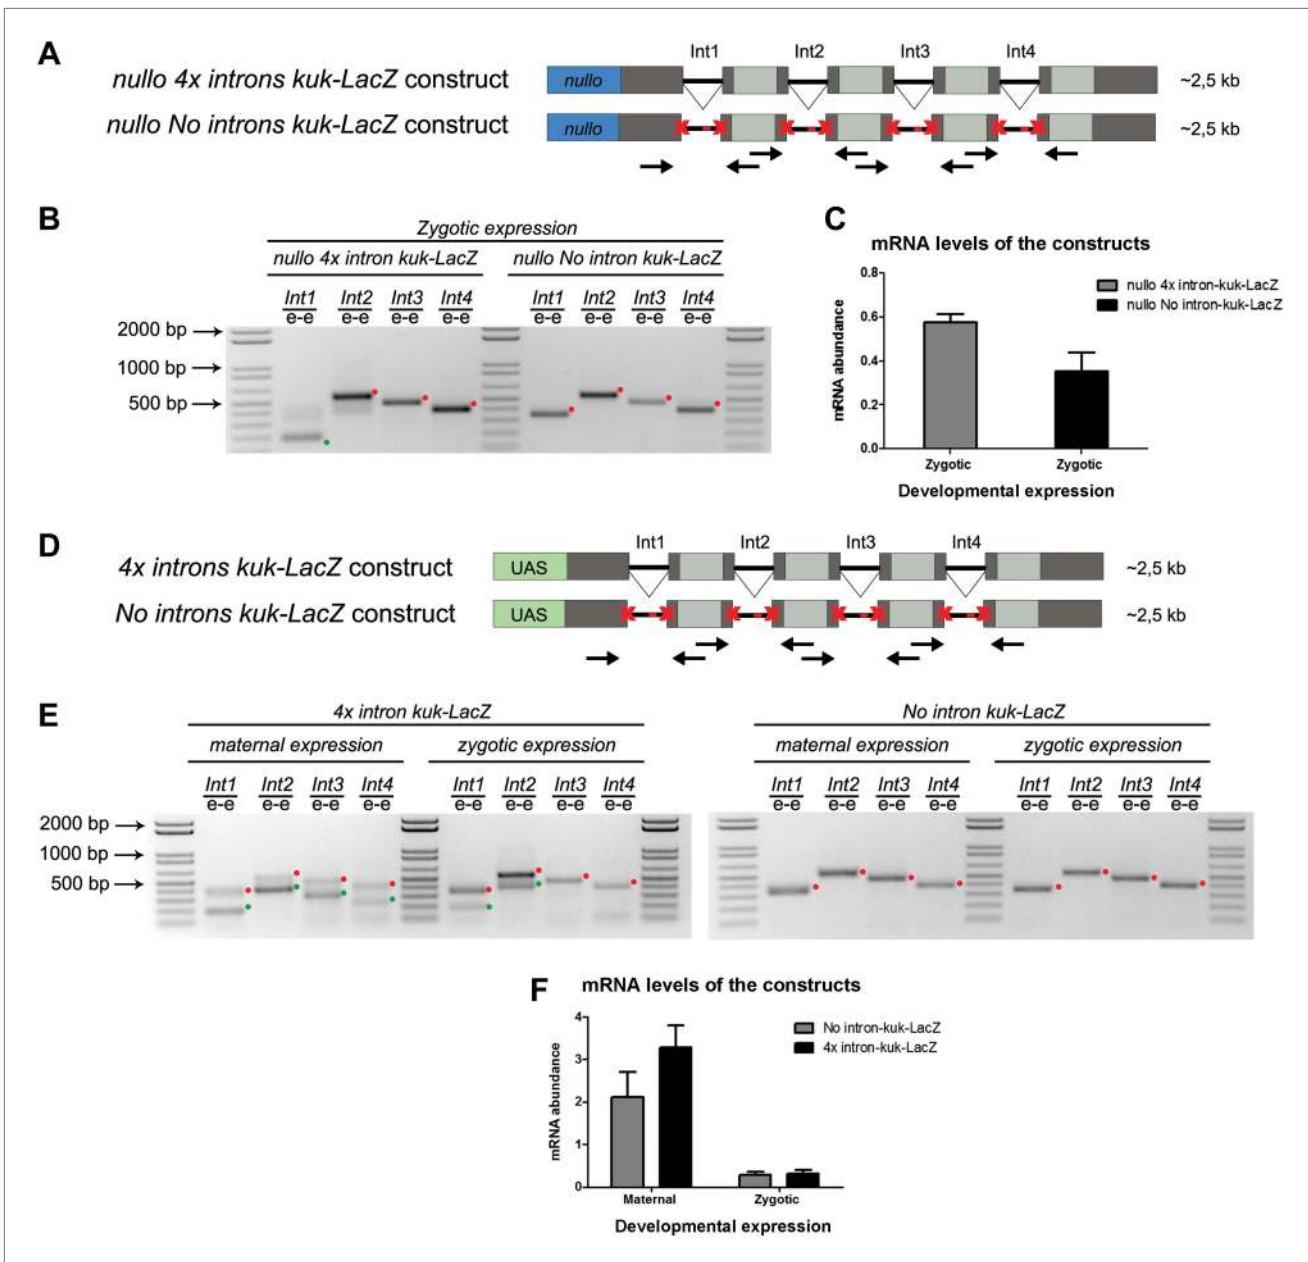 A
Int1 Int2 Int3 Int4
nullo 4x introns kuk-LacZ construct nullo ~2,5 kb
nullo No introns kuk-LacZ construct nullo ~2,5 kb
B
Zygotic expression
nullo 4x intron kuk-LacZ nullo No intron kuk-LacZ
Int1 Int2 Int3 Int4 Int1 Int2 Int3 Int4
e-e e-e e-e e-e e-e e-e e-e e-e
2000 bp
1000 bp
500 bp
C
mRNA levels of the constructs
0.8
0.6
0.4
0.2
0.0
mRNA abundance
nullo 4x intron-kuk-LacZ
nullo No intron-kuk-LacZ
Zygotic Zygotic
Developmental expression
D
Int1 Int2 Int3 Int4
4x introns kuk-LacZ construct UAS ~2,5 kb
No introns kuk-LacZ construct UAS ~2,5 kb
E
4x intron kuk-LacZ No intron kuk-LacZ
maternal expression zygotic expression maternal expression zygotic expression
Int1 Int2 Int3 Int4 Int1 Int2 Int3 Int4 Int1 Int2 Int3 Int4 Int1 Int2 Int3 Int4
e-e e-e e-e e-e e-e e-e e-e e-e e-e e-e e-e e-e e-e e-e e-e e-e
2000 bp
1000 bp
500 bp
F
mRNA levels of the constructs
4
3
2
1
0
mRNA abundance
No intron-kuk-LacZ
4x intron-kuk-LacZ
Maternal Zygotic
Developmental expression